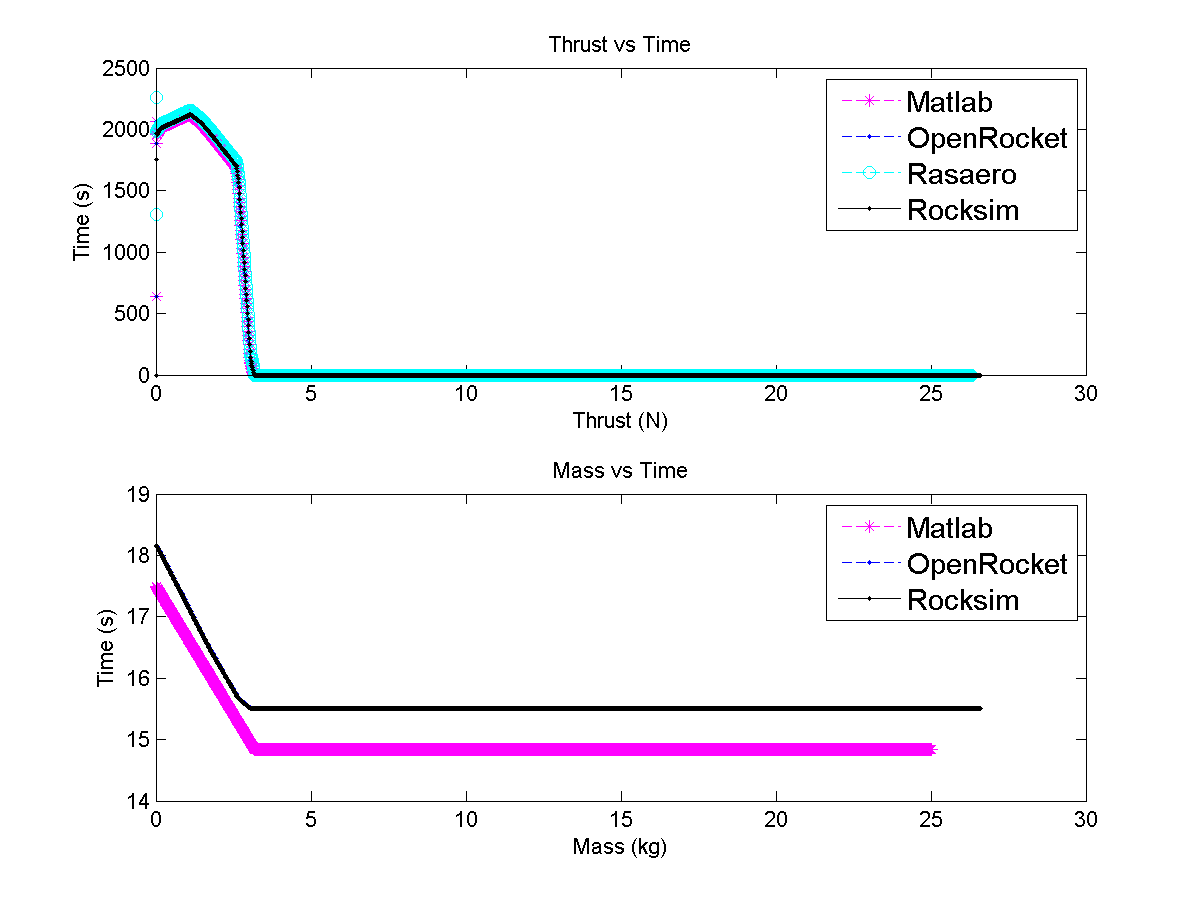 Thrust vs Time
2500
2000
1500
1000
500
0
Time (s)
0 5 10 15 20 25 30
Thrust (N)
Matlab
OpenRocket
Rasaero
Rocksim
Mass vs Time
19
18
17
16
15
14
Time (s)
0 5 10 15 20 25 30
Mass (kg)
Matlab
OpenRocket
Rocksim